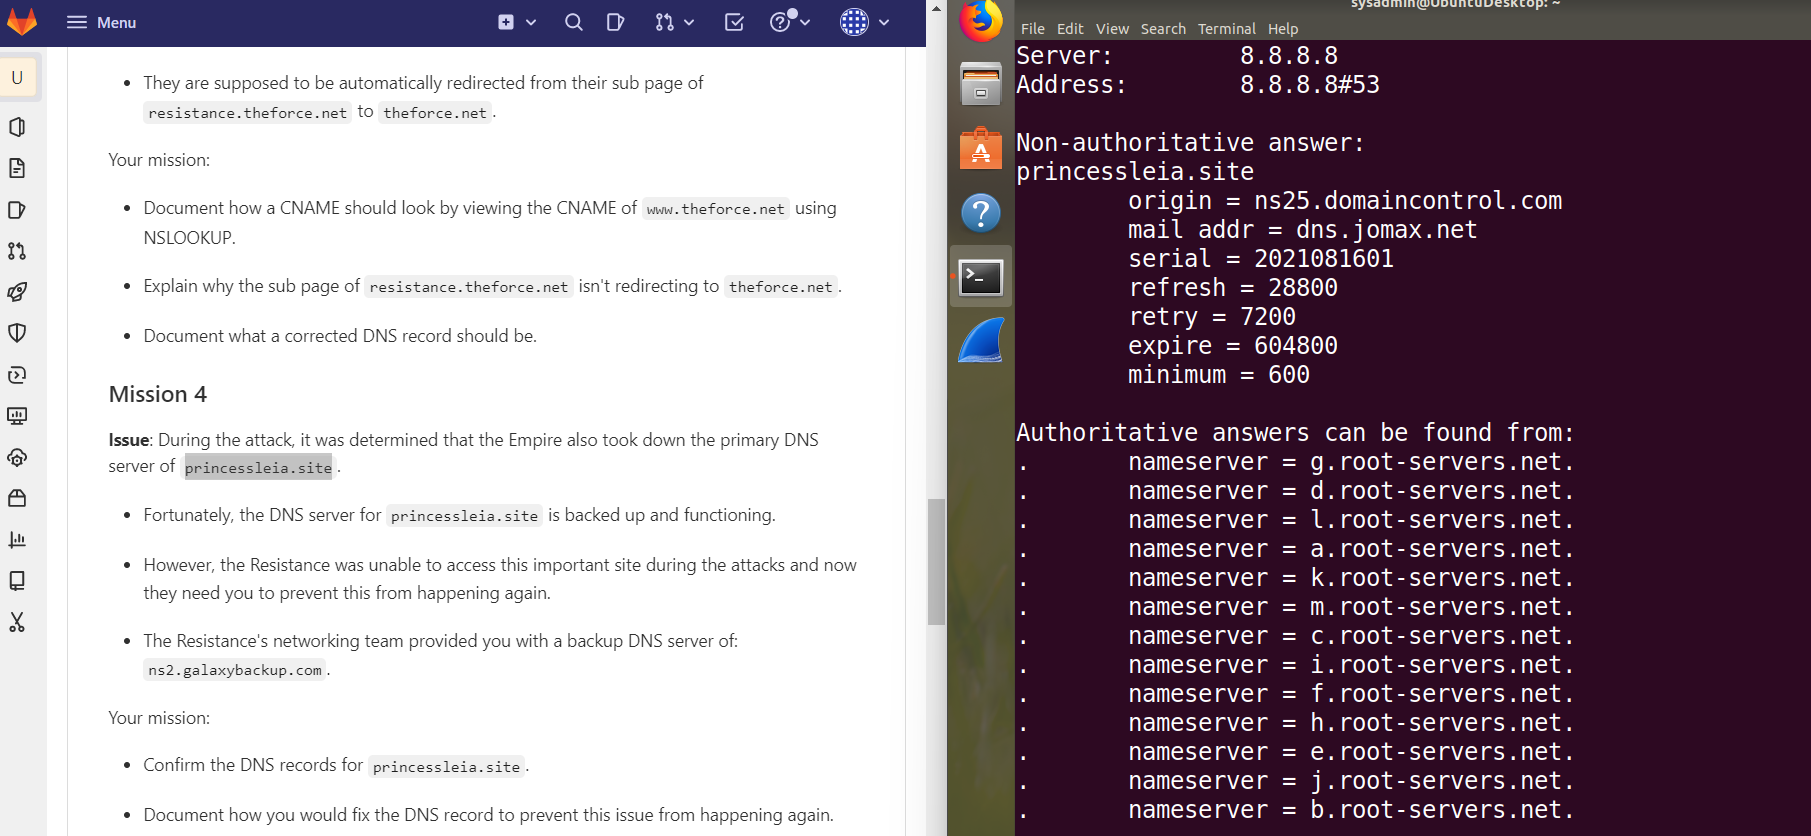 Menu
U
They are supposed to be automatically redirected from their sub page of
resistance.theforce.net to theforce.net.
Your mission:
Document how a CNAME should look by viewing the CNAME of www.theforce.net using
NSLOOKUP.
Explain why the sub page of resistance.theforce.net isn't redirecting to theforce.net.
Document what a corrected DNS record should be.
Mission 4
Issue: During the attack, it was determined that the Empire also took down the primary DNS
server of princessleia.site.
Fortunately, the DNS server for princessleia.site is backed up and functioning.
However, the Resistance was unable to access this important site during the attacks and now
they need you to prevent this from happening again.
The Resistance's networking team provided you with a backup DNS server of:
ns2.galaxybackup.com.
Your mission:
Confirm the DNS records for princessleia.site.
Document how you would fix the DNS record to prevent this issue from happening again.
sysadmin@UbuntuDesktop: ~
File Edit View Search Terminal Help
Server: 8.8.8.8
Address: 8.8.8.8#53
Non-authoritative answer:
princessleia.site
origin = ns25.domaincontrol.com
mail addr = dns.jomax.net
serial = 2021081601
refresh = 28800
retry = 7200
expire = 604800
minimum = 600
Authoritative answers can be found from:
. nameserver = g.root-servers.net.
. nameserver = d.root-servers.net.
. nameserver = l.root-servers.net.
. nameserver = a.root-servers.net.
. nameserver = k.root-servers.net.
. nameserver = m.root-servers.net.
. nameserver = c.root-servers.net.
. nameserver = i.root-servers.net.
. nameserver = f.root-servers.net.
. nameserver = h.root-servers.net.
. nameserver = e.root-servers.net.
. nameserver = j.root-servers.net.
. nameserver = b.root-servers.net.